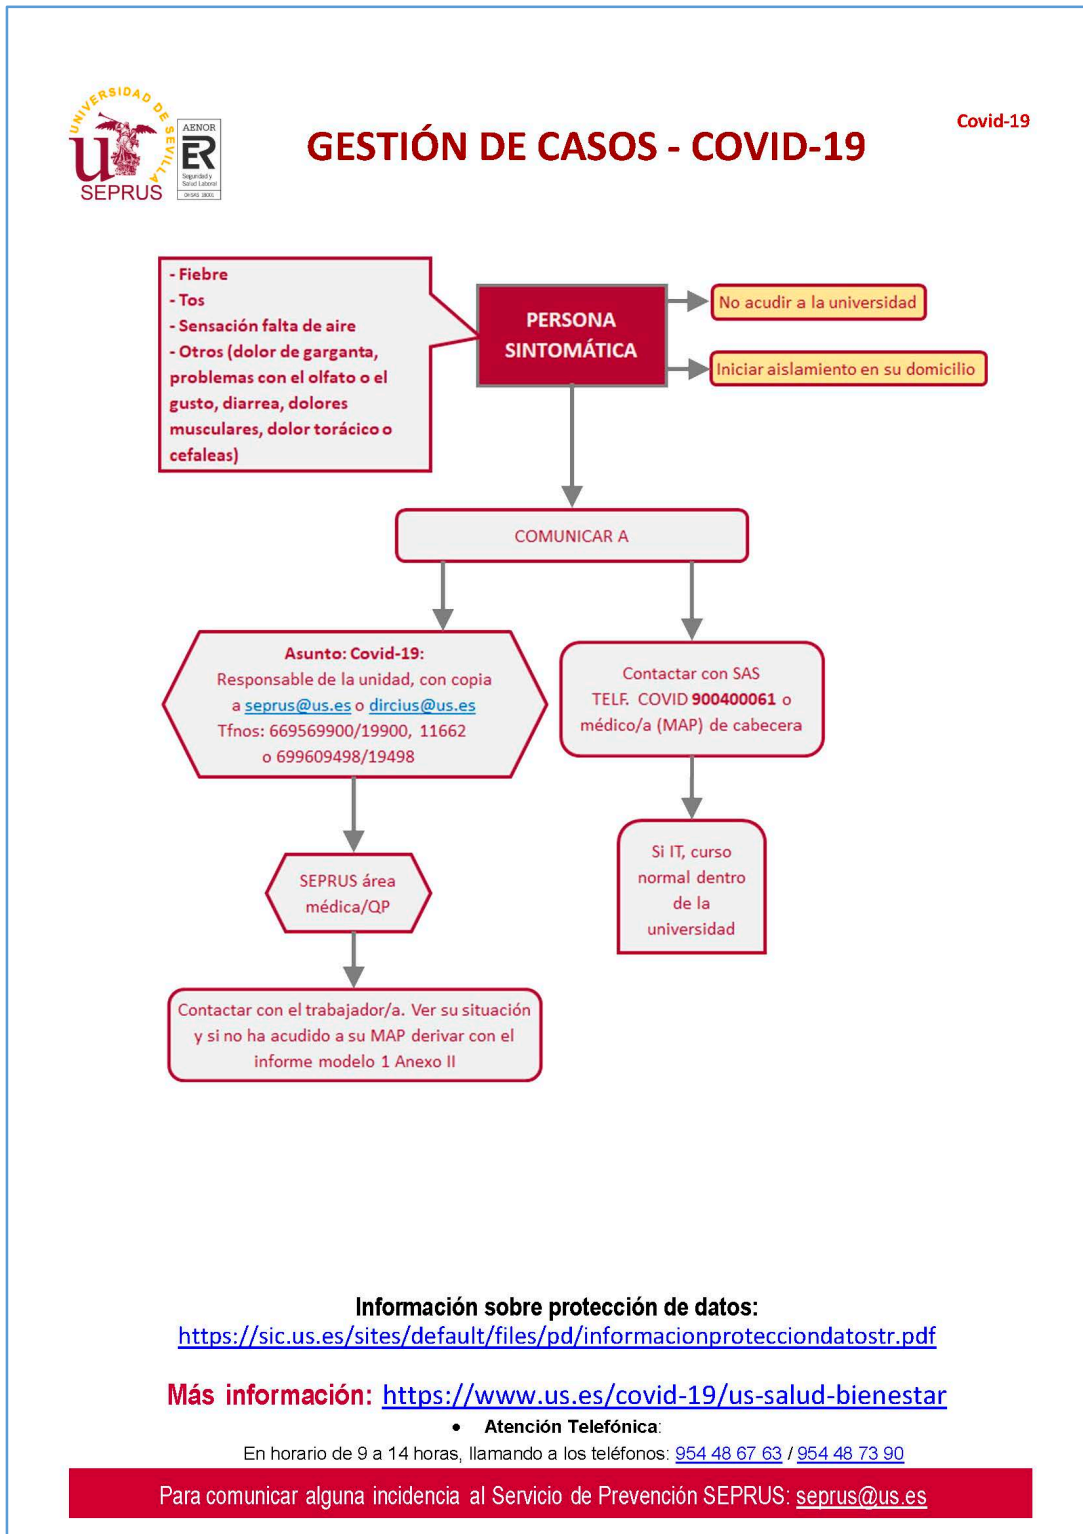 UNIVERSIDAD DE SEVILLA
SEPRUS
AENOR
ER
Seguridad y
Salud Laboral
OHSAS 18001
GESTIÓN DE CASOS - COVID-19
Covid-19
- Fiebre
- Tos
- Sensación falta de aire
- Otros (dolor de garganta,
problemas con el olfato o el
gusto, diarrea, dolores
musculares, dolor torácico o
cefaleas)
PERSONA
SINTOMÁTICA
No acudir a la universidad
Iniciar aislamiento en su domicilio
COMUNICAR A
Asunto: Covid-19:
Responsable de la unidad, con copia
a seprus@us.es o dircius@us.es
Tfnos: 669569900/19900, 11662
o 699609498/19498
Contactar con SAS
TELF. COVID 900400061 o
médico/a (MAP) de cabecera
SEPRUS área
médica/QP
Si IT, curso
normal dentro
de la
universidad
Contactar con el trabajador/a. Ver su situación
y si no ha acudido a su MAP derivar con el
informe modelo 1 Anexo II
Información sobre protección de datos:
https://sic.us.es/sites/default/files/pd/informacionprotecciondatostr.pdf
Más información: https://www.us.es/covid-19/us-salud-bienestar
• Atención Telefónica:
En horario de 9 a 14 horas, llamando a los teléfonos: 954 48 67 63 / 954 48 73 90
Para comunicar alguna incidencia al Servicio de Prevención SEPRUS: seprus@us.es